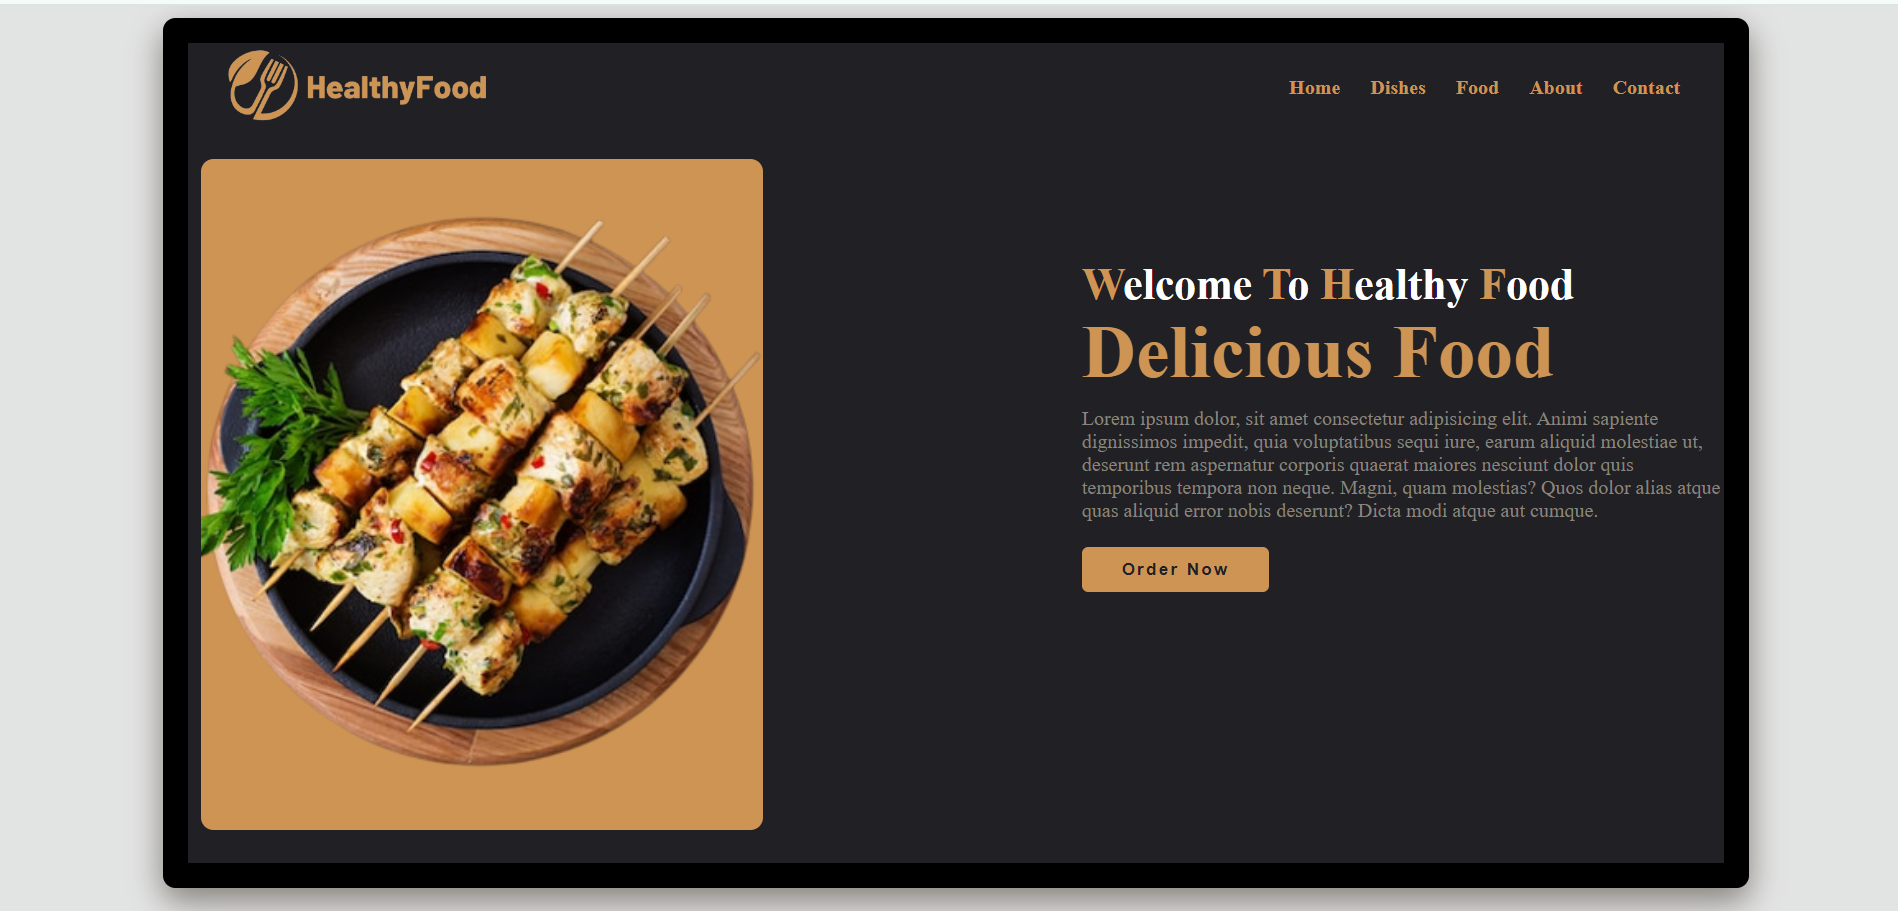 HealthyFood
Home Dishes Food About Contact
Welcome To Healthy Food
Delicious Food
Lorem ipsum dolor, sit amet consectetur adipisicing elit. Animi sapiente
dignissimos impedit, quia voluptatibus sequi iure, earum aliquid molestiae ut,
deserunt rem aspernatur corporis quaerat maiores nesciunt dolor quis
temporibus tempora non neque. Magni, quam molestias? Quos dolor alias atque
quas aliquid error nobis deserunt? Dicta modi atque aut cumque.
Order Now